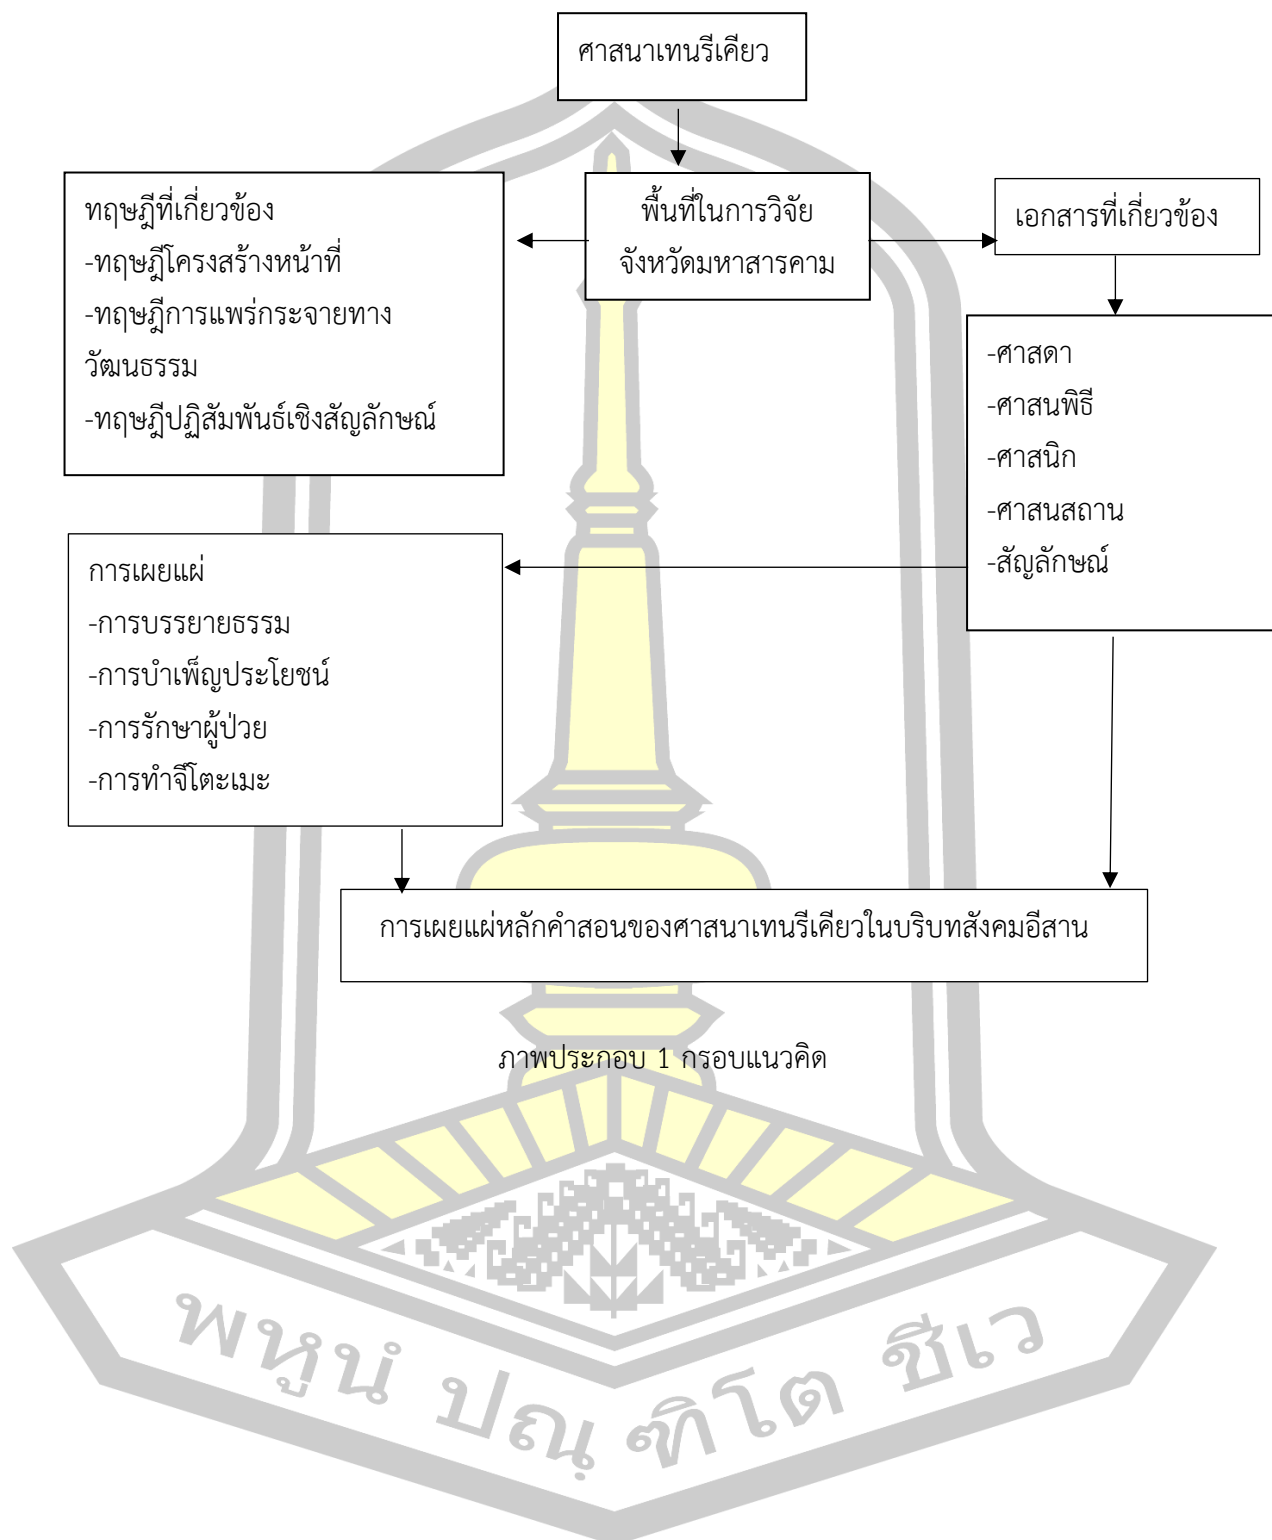 ศาสนาเทนรีเคียว
พื้นที่ในการวิจัย
จังหวัดมหาสารคาม
ทฤษฎีที่เกี่ยวข้อง
-ทฤษฎีโครงสร้างหน้าที่
-ทฤษฎีการแพร่กระจายทาง
วัฒนธรรม
-ทฤษฎีปฏิสัมพันธ์เชิงสัญลักษณ์
เอกสารที่เกี่ยวข้อง
-ศาสดา
-ศาสนพิธี
-ศาสนิก
-ศาสนสถาน
-สัญลักษณ์
การเผยแผ่
-การบรรยายธรรม
-การบำเพ็ญประโยชน์
-การรักษาผู้ป่วย
-การทำจึโตะเมะ
การเผยแผ่หลักคำสอนของศาสนาเทนรีเคียวในบริบทสังคมอีสาน
ภาพประกอบ 1 กรอบแนวคิด
พหูนํ ปณฺ ฑิโต ชีเว